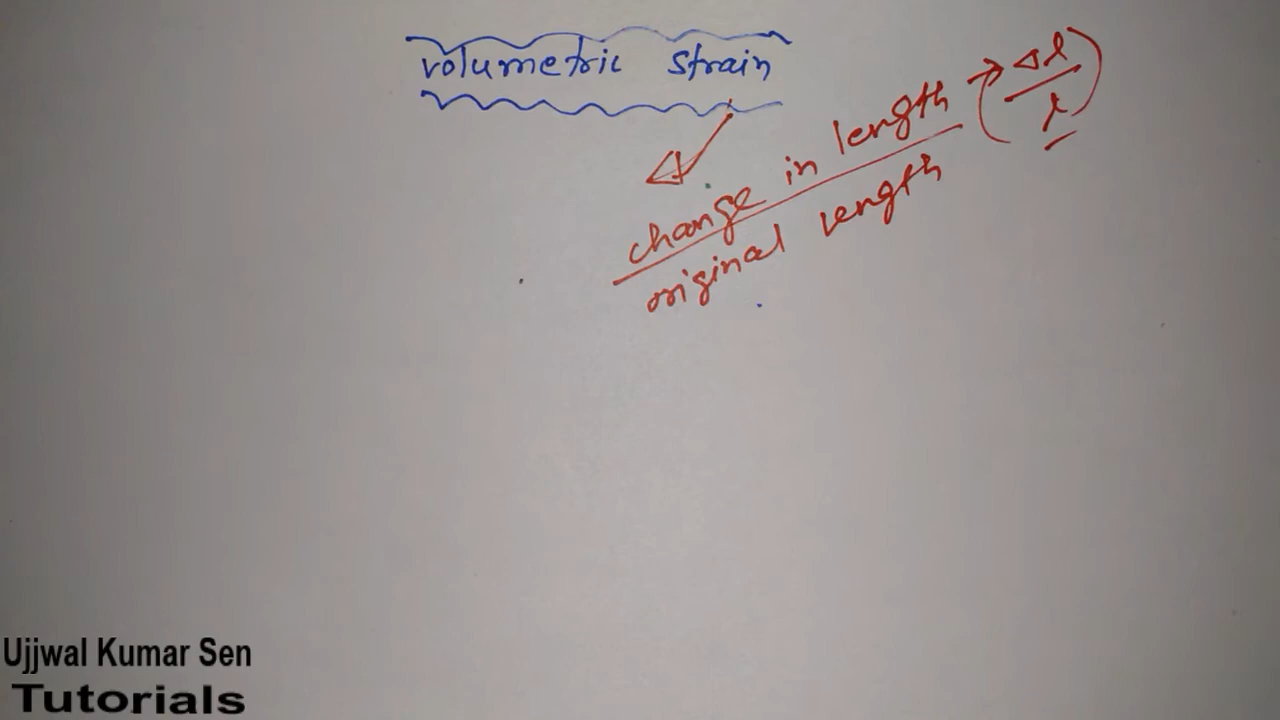 volumetric strain
change in length → (Δl
original length l)
Ujjwal Kumar Sen
Tutorials